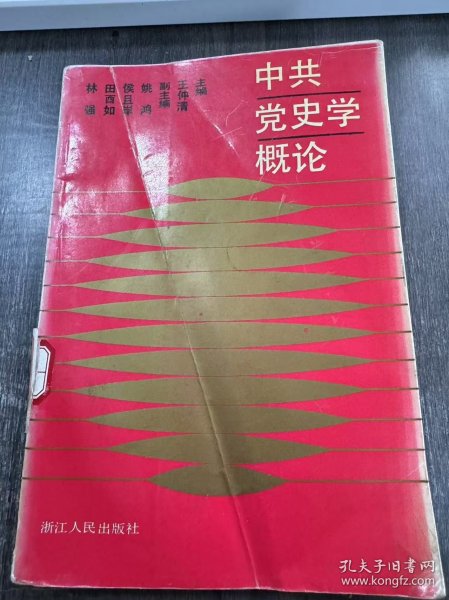 中共
党史学
概论
主编
王仲清
副主编
姚鸿
侯且岸
田酉如
林强
浙江人民出版社
孔夫子旧书网
www.kongfz.com